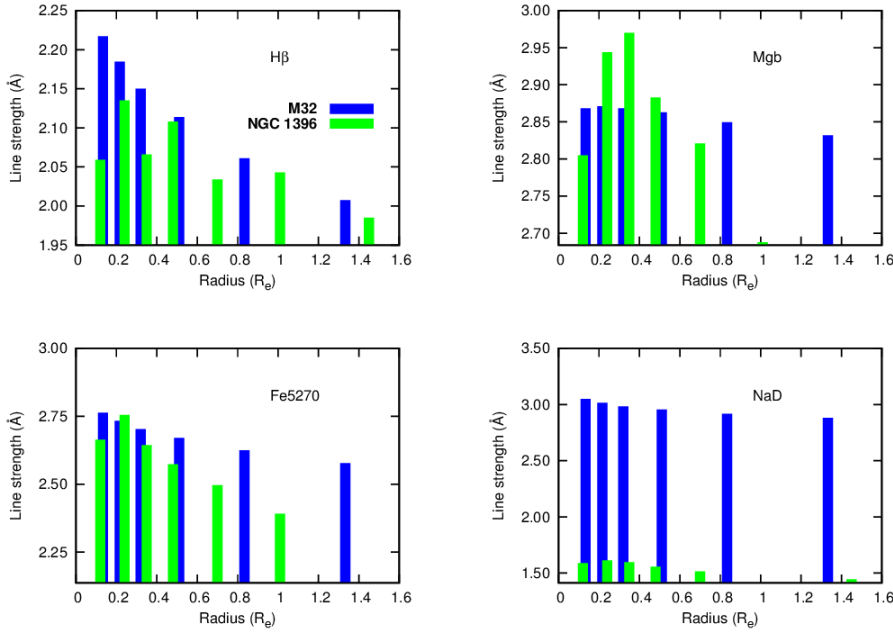 2.25
2.20
2.15
2.10
2.05
2.00
1.95
Line strength (Å)
Hβ
M32
NGC 1396
0 0.2 0.4 0.6 0.8 1 1.2 1.4 1.6
Radius (Re)
3.00
2.95
2.90
2.85
2.80
2.75
2.70
Line strength (Å)
Mgb
0 0.2 0.4 0.6 0.8 1 1.2 1.4 1.6
Radius (Re)
3.00
2.75
2.50
2.25
Line strength (Å)
Fe5270
0 0.2 0.4 0.6 0.8 1 1.2 1.4 1.6
Radius (Re)
3.50
3.00
2.50
2.00
1.50
Line strength (Å)
NaD
0 0.2 0.4 0.6 0.8 1 1.2 1.4 1.6
Radius (Re)